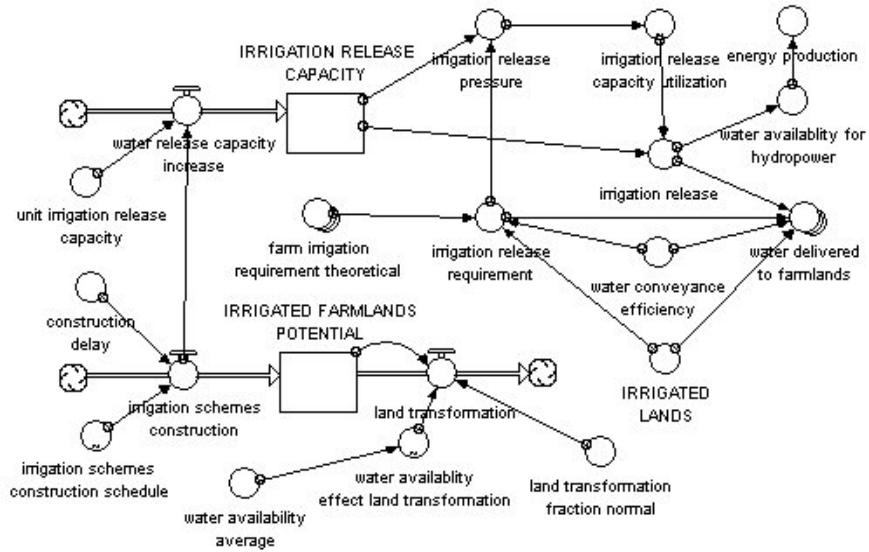 IRRIGATION RELEASE
CAPACITY
irrigation release
pressure
irrigation release
capacity utilization
energy production
water release capacity
increase
water availablity for
hydropower
unit irrigation release
capacity
irrigation release
farm irrigation
requirement theoretical
irrigation release
requirement
water conveyance
efficiency
water delivered
to farmlands
construction
delay
IRRIGATED FARMLANDS
POTENTIAL
irrigation schemes
construction
land transformation
IRRIGATED
LANDS
irrigation schemes
construction schedule
water availability
average
water availablity
effect land transformation
land transformation
fraction normal